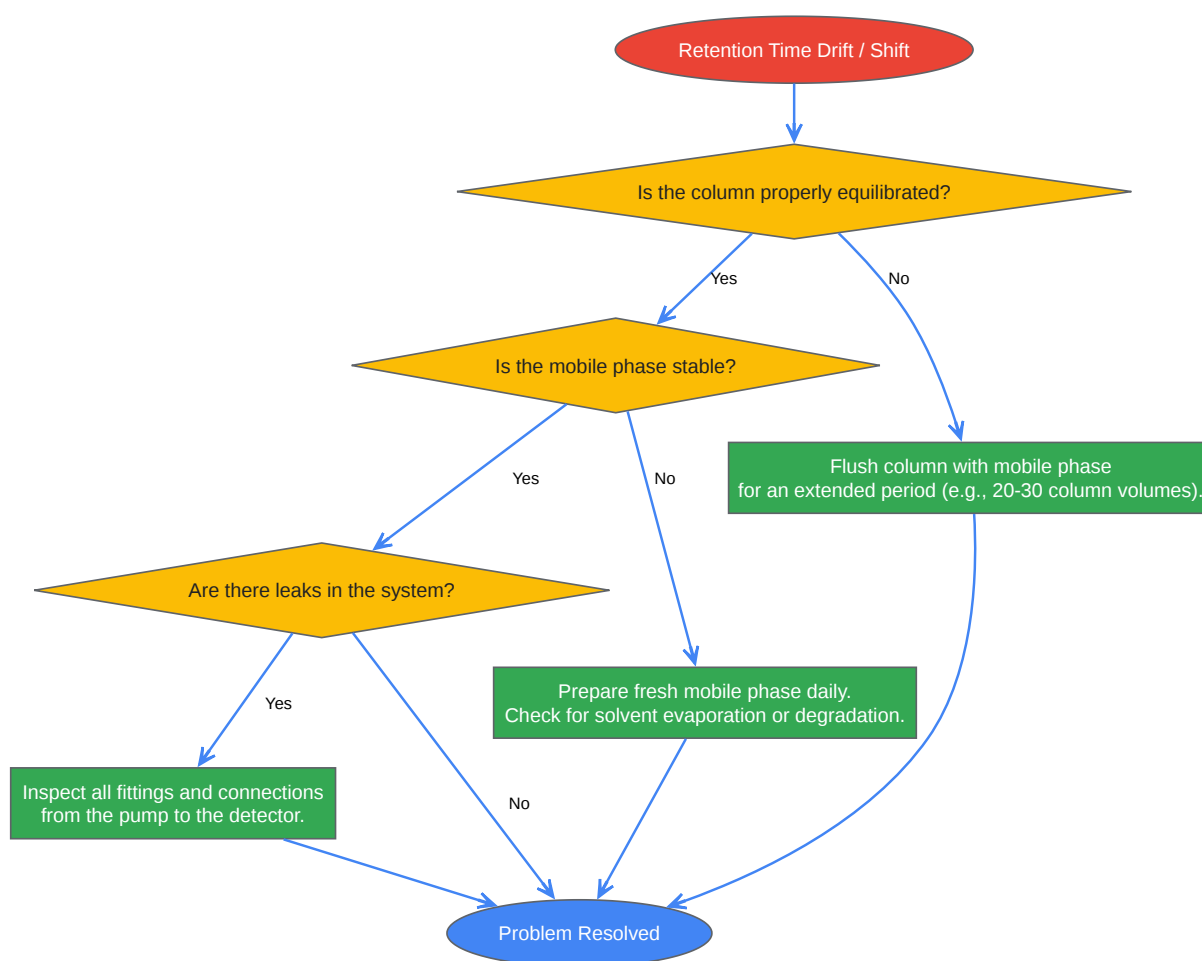 Retention Time Drift / Shift
Is the column properly equilibrated?
Yes
No
Is the mobile phase stable?
Flush column with mobile phase
for an extended period (e.g., 20-30 column volumes).
Yes
No
Are there leaks in the system?
Prepare fresh mobile phase daily.
Check for solvent evaporation or degradation.
Yes
Inspect all fittings and connections
from the pump to the detector.
No
Problem Resolved